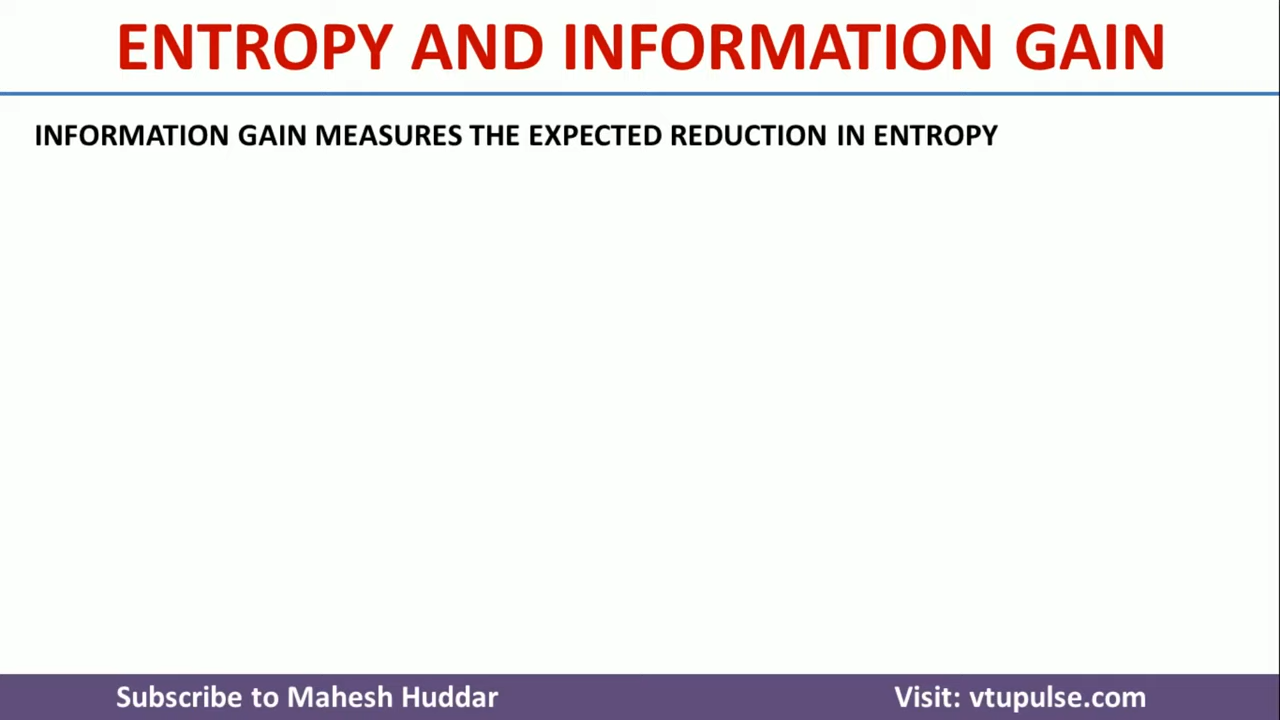 ENTROPY AND INFORMATION GAIN
INFORMATION GAIN MEASURES THE EXPECTED REDUCTION IN ENTROPY
Subscribe to Mahesh Huddar
Visit: vtupulse.com